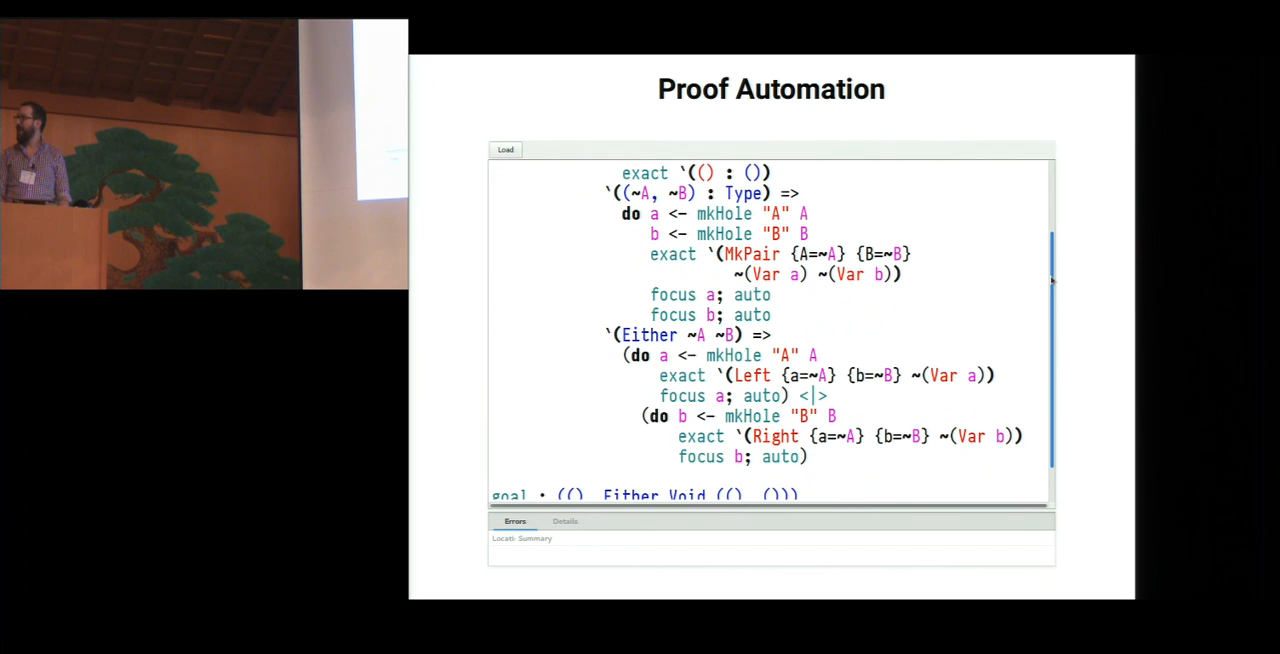 Proof Automation
Load
exact `(() : ())
`((~A, ~B) : Type) =>
do a <- mkHole "A" A
b <- mkHole "B" B
exact `(MkPair {A=~A} {B=~B}
~(Var a) ~(Var b))
focus a; auto
focus b; auto
`(Either ~A ~B) =>
(do a <- mkHole "A" A
exact `(Left {a=~A} {b=~B} ~(Var a))
focus a; auto) <|>
(do b <- mkHole "B" B
exact `(Right {a=~A} {b=~B} ~(Var b))
focus b; auto)
goal : ((), Either Void ((), ()))
Errors Details
Locati Summary